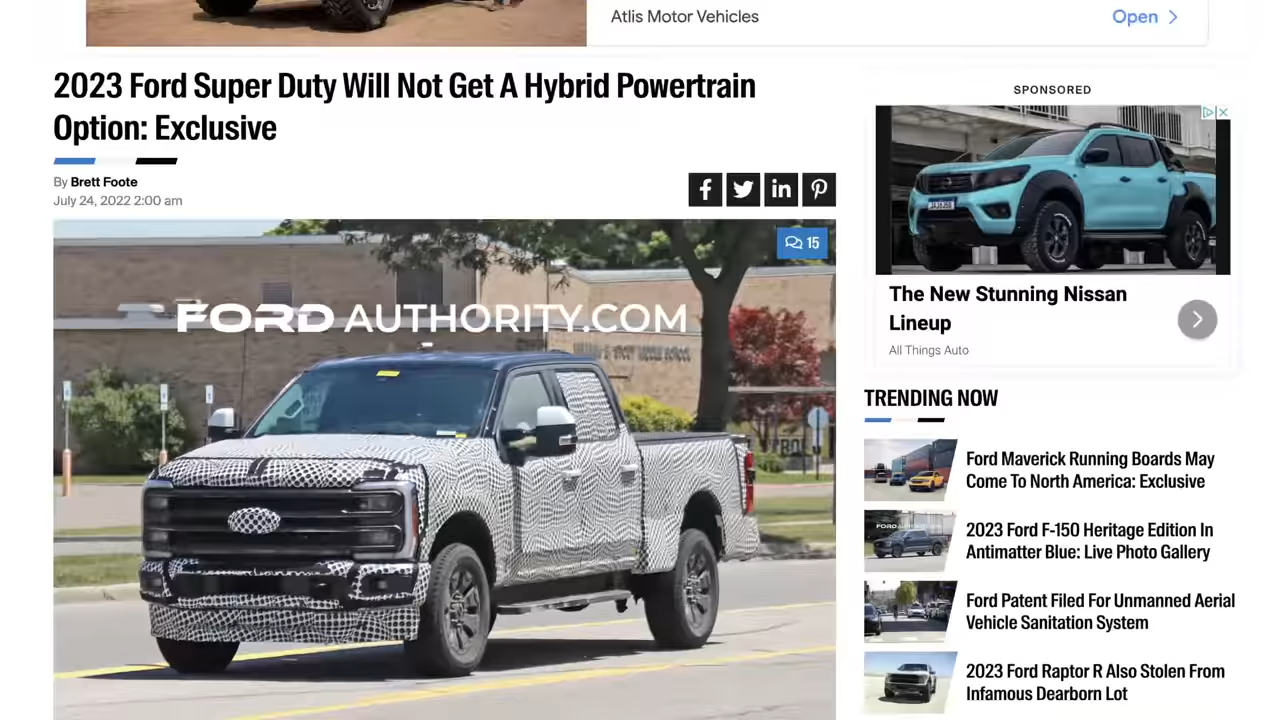 Atlis Motor Vehicles
Open
2023 Ford Super Duty Will Not Get A Hybrid Powertrain
Option: Exclusive
By Brett Foote
July 24, 2022 2:00 am
15
FORD AUTHORITY.COM
SPONSORED
The New Stunning Nissan
Lineup
All Things Auto
TRENDING NOW
Ford Maverick Running Boards May
Come To North America: Exclusive
2023 Ford F-150 Heritage Edition In
Antimatter Blue: Live Photo Gallery
Ford Patent Filed For Unmanned Aerial
Vehicle Sanitation System
2023 Ford Raptor R Also Stolen From
Infamous Dearborn Lot